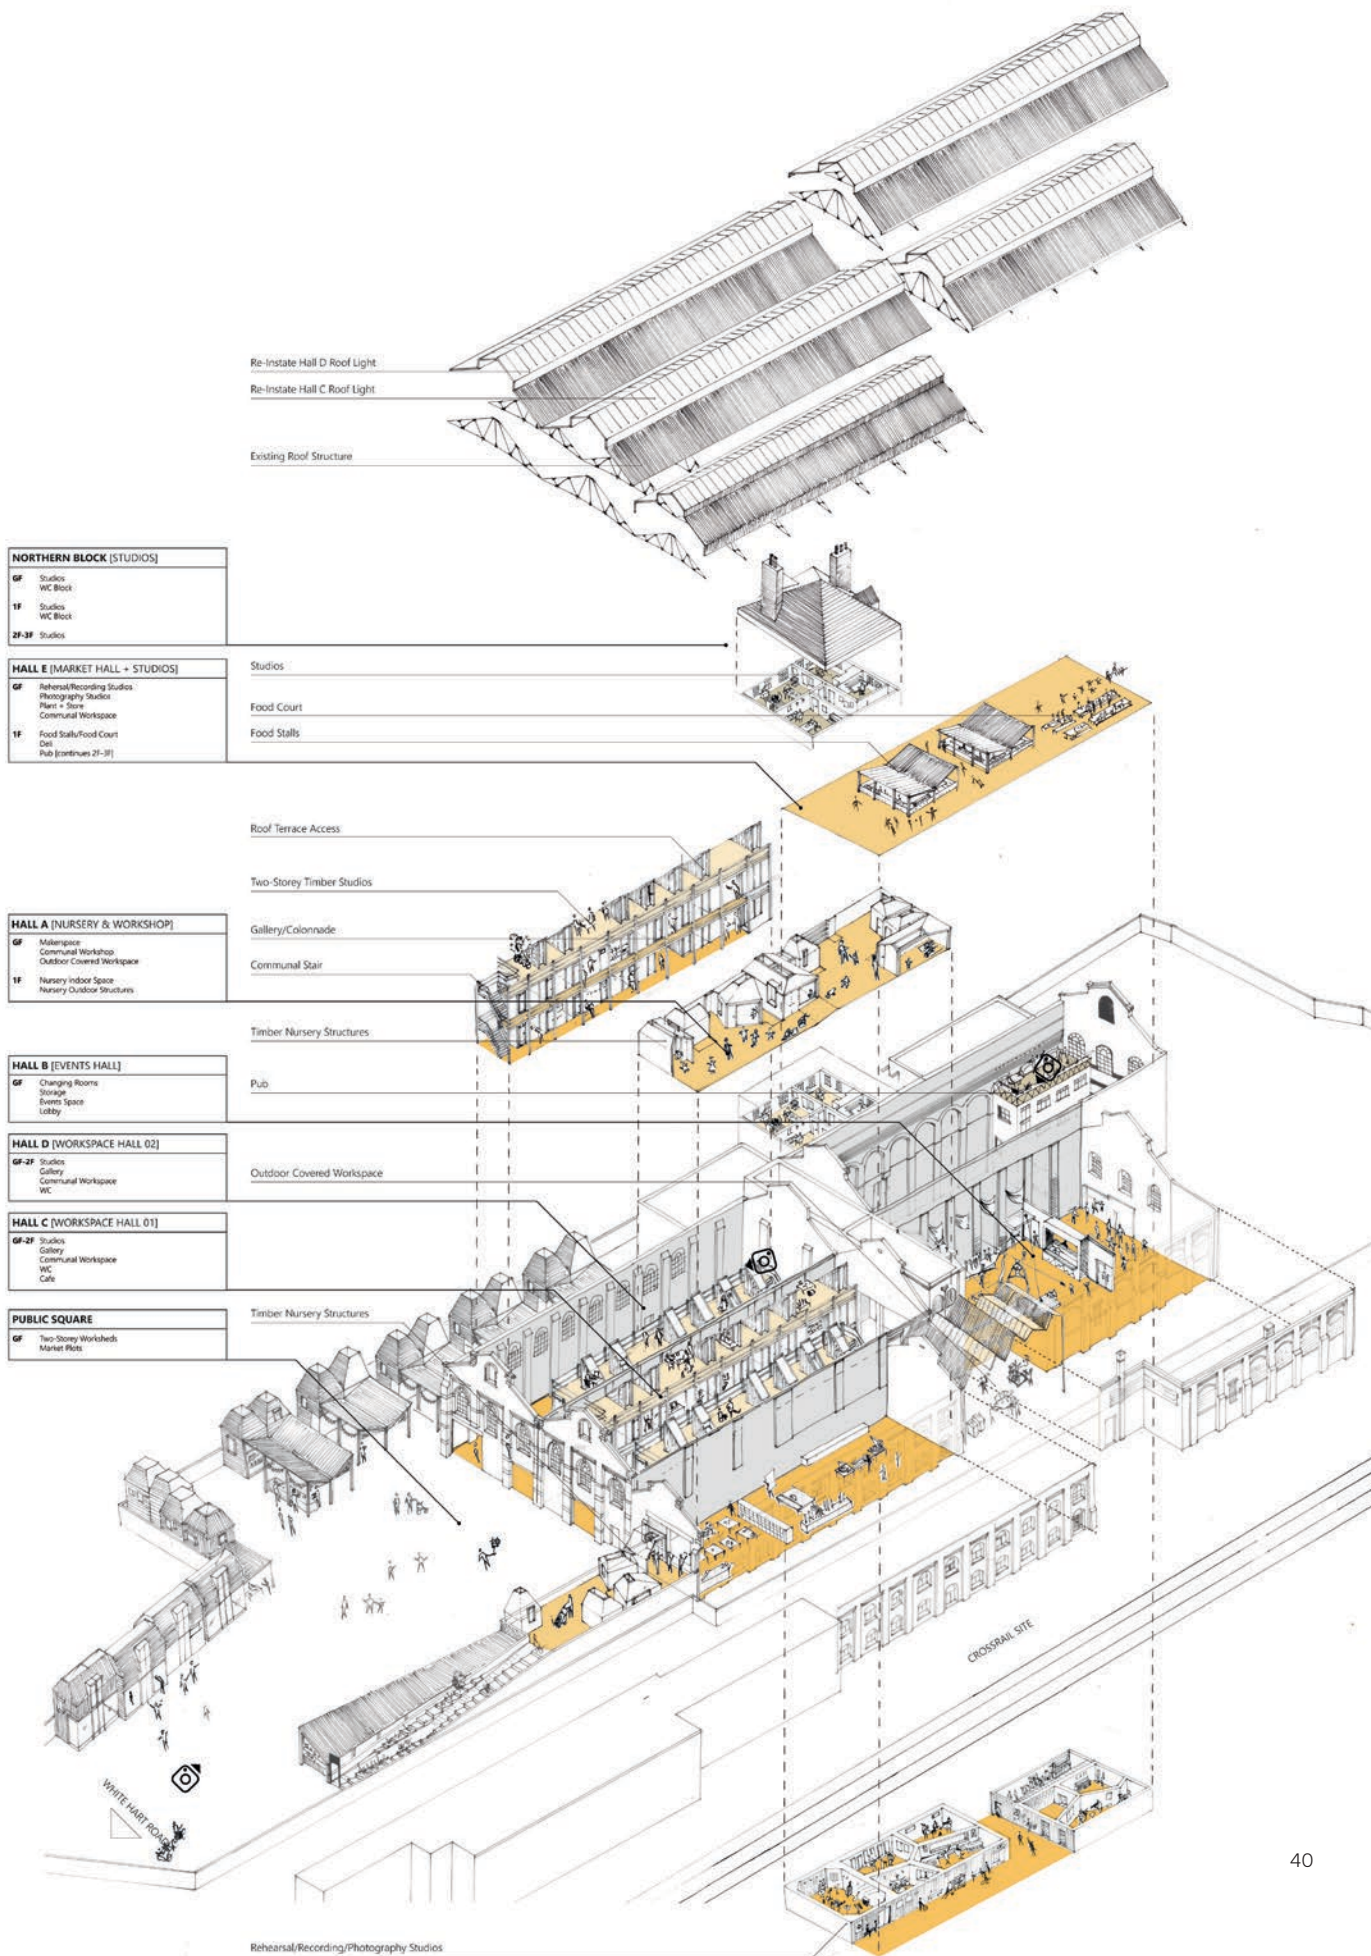 Re-Instate Hall D Roof Light
Re-Instate Hall C Roof Light
Existing Roof Structure
NORTHERN BLOCK [STUDIOS]
GF Studios
WC Block
1F Studios
WC Block
2F-3F Studios
HALL E [MARKET HALL + STUDIOS]
GF Rehersal/Recording Studios
Photography Studios
Plant + Store
Communal Workspace
1F Food Stalls/Food Court
Deli
Pub [continues 2F-3F]
Studios
Food Court
Food Stalls
Roof Terrace Access
Two-Storey Timber Studios
Gallery/Colonnade
Communal Stair
HALL A [NURSERY & WORKSHOP]
GF Makerspace
Communal Workshop
Outdoor Covered Workspace
1F Nursery Indoor Space
Nursery Outdoor Structures
Timber Nursery Structures
HALL B [EVENTS HALL]
GF Changing Rooms
Storage
Events Space
Lobby
Pub
HALL D [WORKSPACE HALL 02]
GF-2F Studios
Gallery
Communal Workspace
WC
Outdoor Covered Workspace
HALL C [WORKSPACE HALL 01]
GF-2F Studios
Gallery
Communal Workspace
WC
Cafe
PUBLIC SQUARE
GF Two-Storey Worksheds
Market Plots
Timber Nursery Structures
CROSSRAIL SITE
WHITE HART ROAD
40
Rehearsal/Recording/Photography Studios